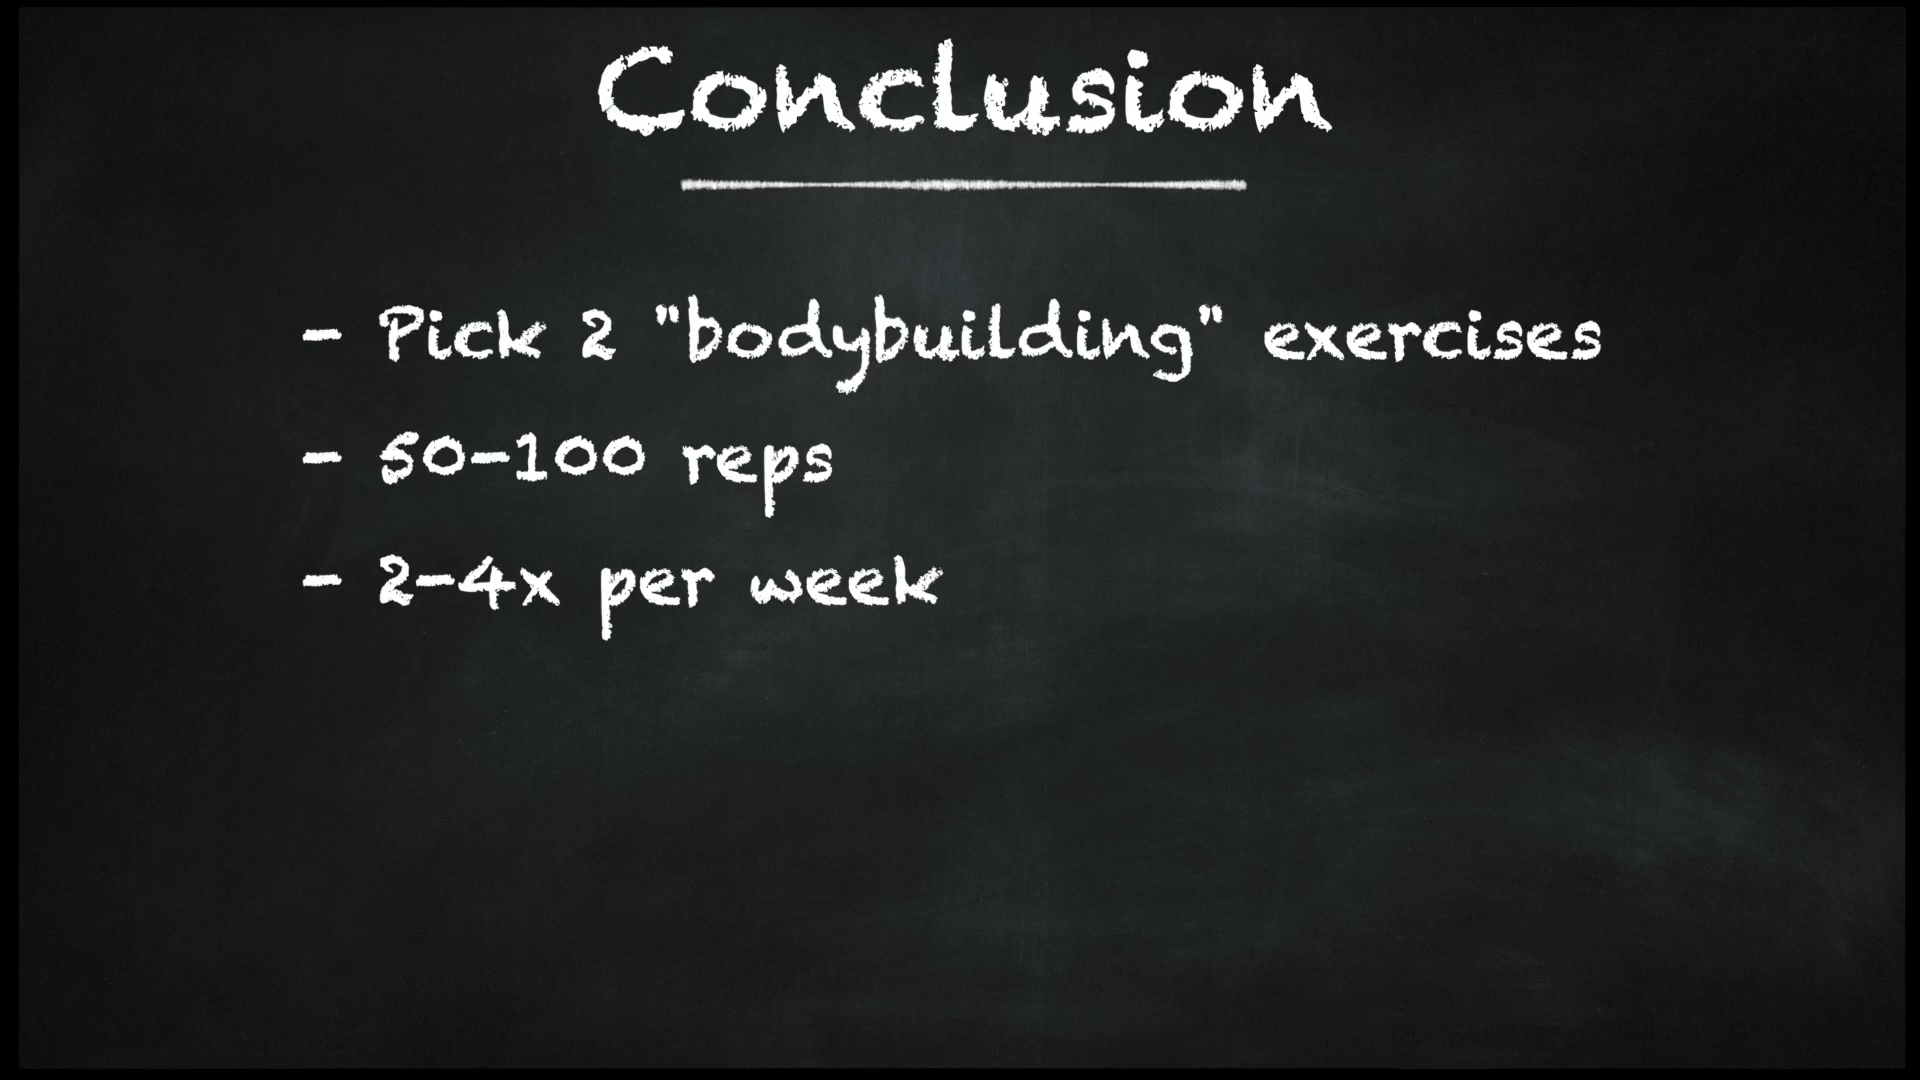 Conclusion
- Pick 2 "bodybuilding" exercises
- 50-100 reps
- 2-4x per week